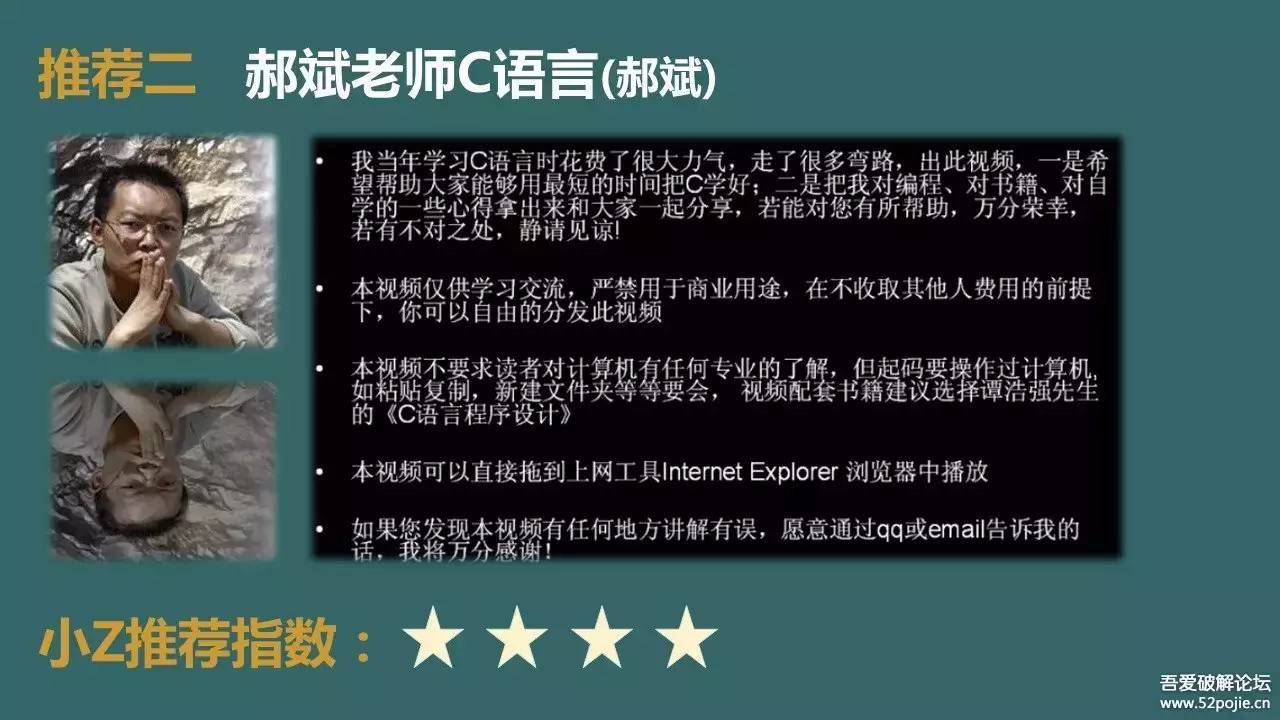 推荐二 郝斌老师C语言(郝斌)
• 我当年学习C语言时花费了很大力气，走了很多弯路，出此视频，一是希
望帮助大家能够用最短的时间把C学好；二是把我对编程、对书籍、对自
学的一些心得拿出来和大家一起分享，若能对您有所帮助，万分荣幸，
若有不对之处，静请见谅!
• 本视频仅供学习交流，严禁用于商业用途，在不收取其他人费用的前提
下，你可以自由的分发此视频
• 本视频不要求读者对计算机有任何专业的了解，但起码要操作过计算机，
如粘贴复制，新建文件夹等等要会， 视频配套书籍建议选择谭浩强先生
的《C语言程序设计》
• 本视频可以直接拖到上网工具Internet Explorer 浏览器中播放
• 如果您发现本视频有任何地方讲解有误，愿意通过qq或email告诉我的
话，我将万分感谢!
小Z推荐指数：★ ★ ★ ★
吾爱破解论坛
www.52pojie.cn